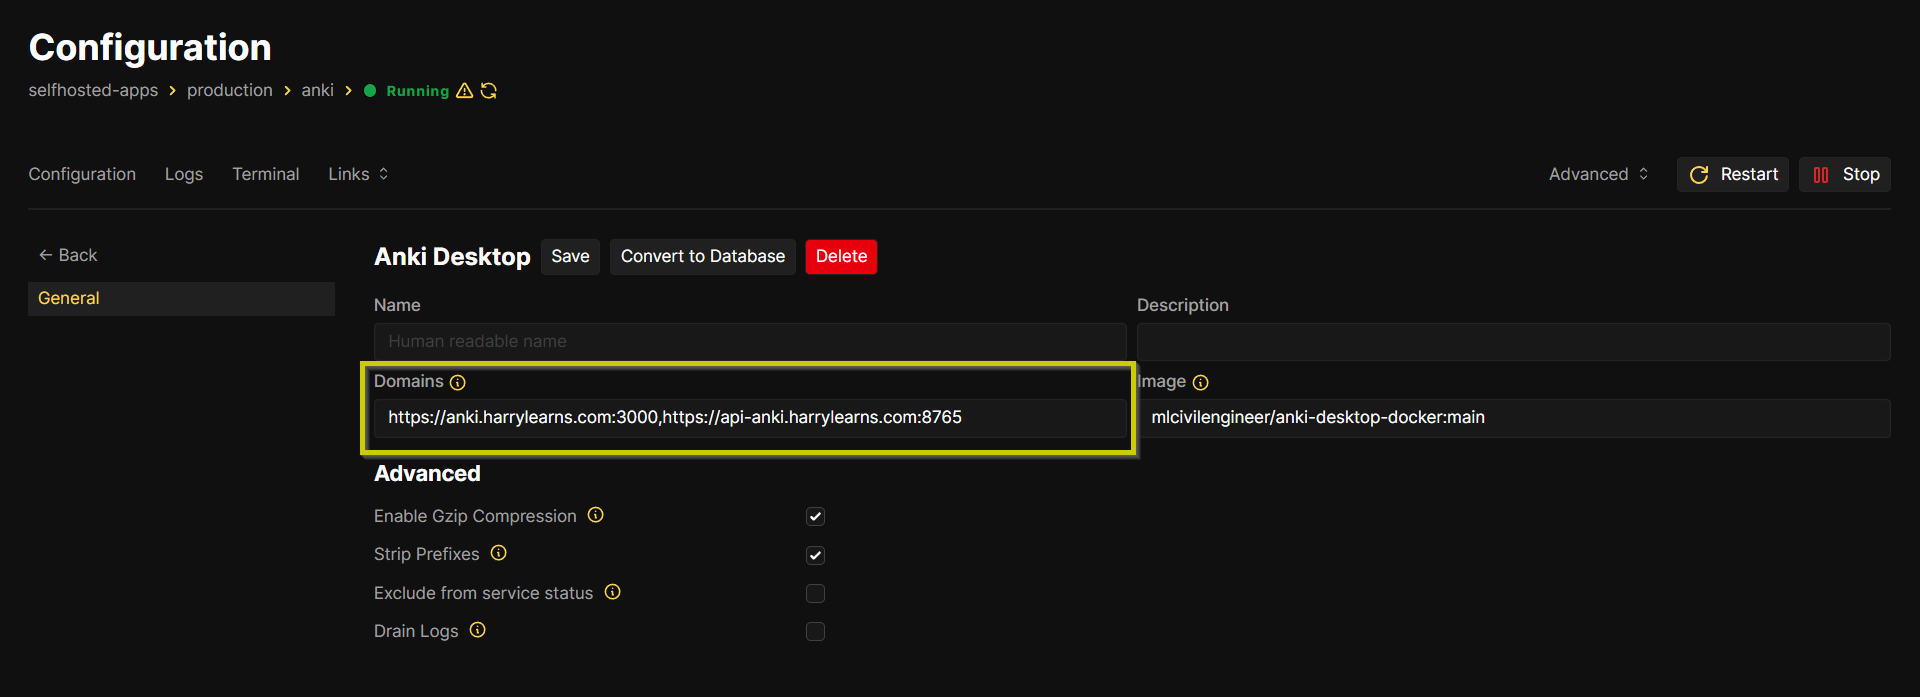 Configuration
selfhosted-apps > production > anki > Running
Configuration Logs Terminal Links Advanced Restart Stop
← Back
General
Anki Desktop Save Convert to Database Delete
Name Description
Human readable name
Domains Image
https://anki.harrylearns.com:3000,https://api-anki.harrylearns.com:8765 mlcivilengineer/anki-desktop-docker:main
Advanced
Enable Gzip Compression
Strip Prefixes
Exclude from service status
Drain Logs